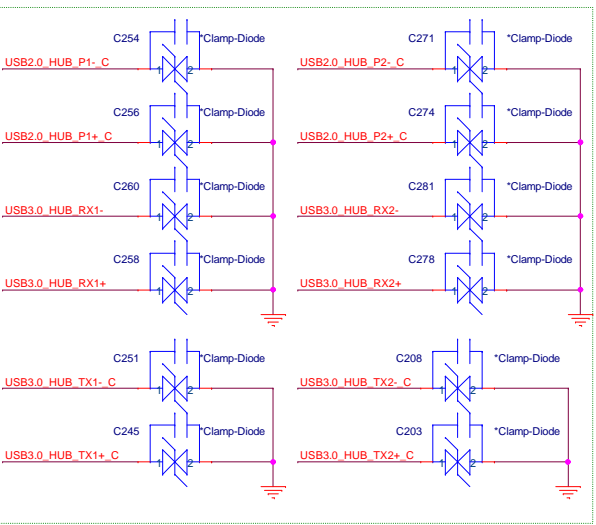 C254 *Clamp-Diode
USB2.0_HUB_P1-_C
1 2
C256 *Clamp-Diode
USB2.0_HUB_P1+_C
1 2
C260 *Clamp-Diode
USB3.0_HUB_RX1-
1 2
C258 *Clamp-Diode
USB3.0_HUB_RX1+
1 2
C251 *Clamp-Diode
USB3.0_HUB_TX1-_C
1 2
C245 *Clamp-Diode
USB3.0_HUB_TX1+_C
1 2
C271 *Clamp-Diode
USB2.0_HUB_P2-_C
1 2
C274 *Clamp-Diode
USB2.0_HUB_P2+_C
1 2
C281 *Clamp-Diode
USB3.0_HUB_RX2-
1 2
C278 *Clamp-Diode
USB3.0_HUB_RX2+
1 2
C208 *Clamp-Diode
USB3.0_HUB_TX2-_C
1 2
C203 *Clamp-Diode
USB3.0_HUB_TX2+_C
1 2